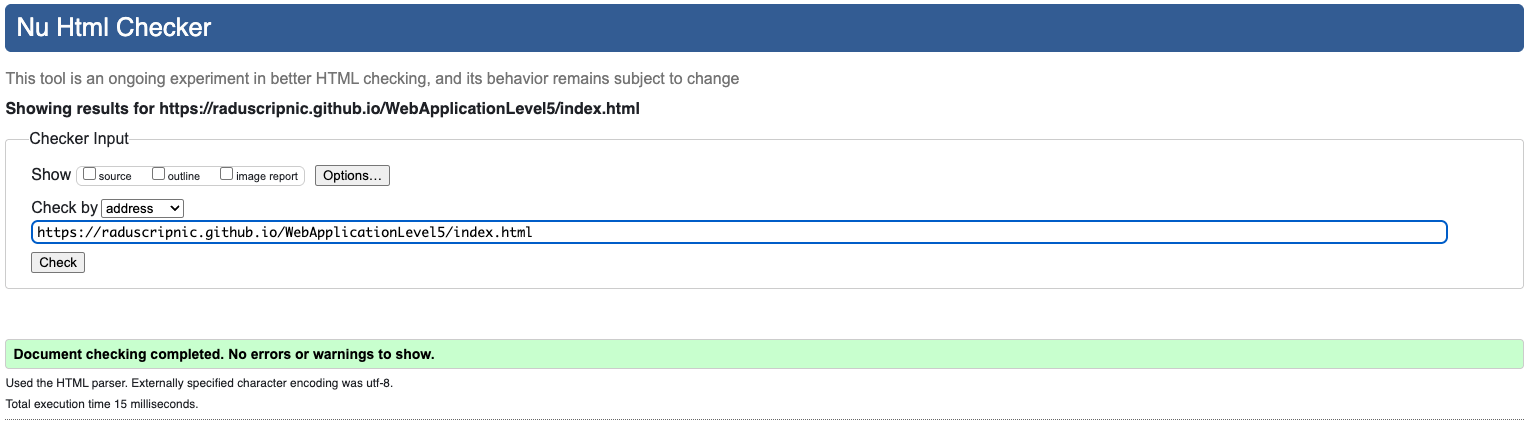 Nu Html Checker
This tool is an ongoing experiment in better HTML checking, and its behavior remains subject to change
Showing results for https://raduscripnic.github.io/WebApplicationLevel5/index.html
Checker Input
Show source outline image report Options...
Check by address
https://raduscripnic.github.io/WebApplicationLevel5/index.html
Check
Document checking completed. No errors or warnings to show.
Used the HTML parser. Externally specified character encoding was utf-8.
Total execution time 15 milliseconds.